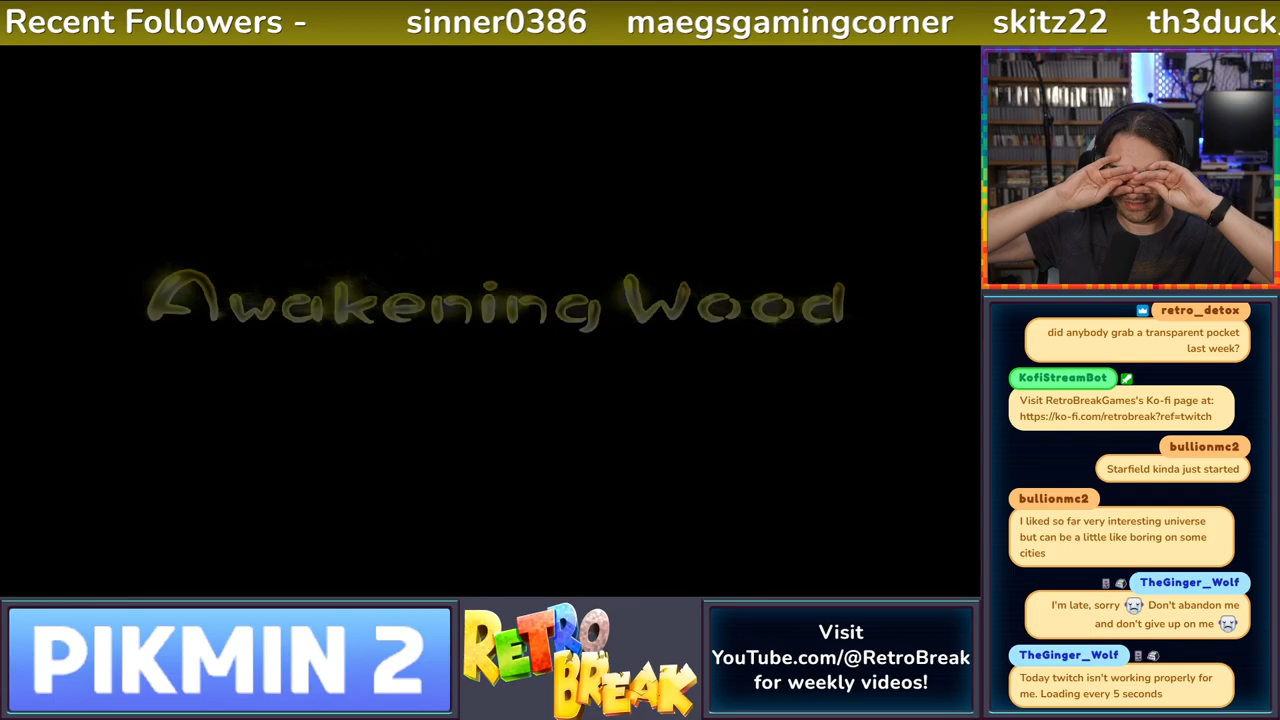 Recent Followers - sinner0386 maegsgamingcorner skitz22 th3duck_
Awakening Wood
retro_detox
did anybody grab a transparent pocket
last week?
KofiStreamBot
Visit RetroBreakGames's Ko-fi page at:
https://ko-fi.com/retrobreak?ref=twitch
bullionmc2
Starfield kinda just started
bullionmc2
I liked so far very interesting universe
but can be a little like boring on some
cities
TheGinger_Wolf
I'm late, sorry Don't abandon me
and don't give up on me
TheGinger_Wolf
Today twitch isn't working properly for
me. Loading every 5 seconds
PIKMIN 2
RETRO
BREAK
Visit
YouTube.com/@RetroBreak
for weekly videos!